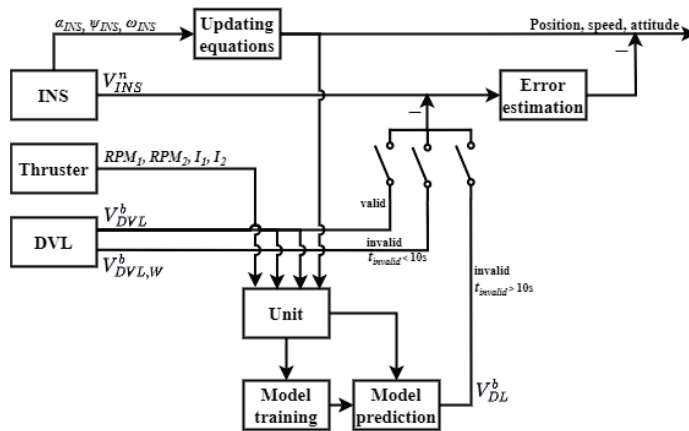 α_INS, ψ_INS, ω_INS
Updating
equations
Position, speed, attitude
INS
V^n_INS
Error
estimation
−
−
Thruster
RPM_1, RPM_2, I_1, I_2
valid
DVL
V^b_DVL
V^b_DVL,W
invalid
t_invalid<10s
invalid
t_invalid>10s
Unit
Model
training
Model
prediction
V^b_DL